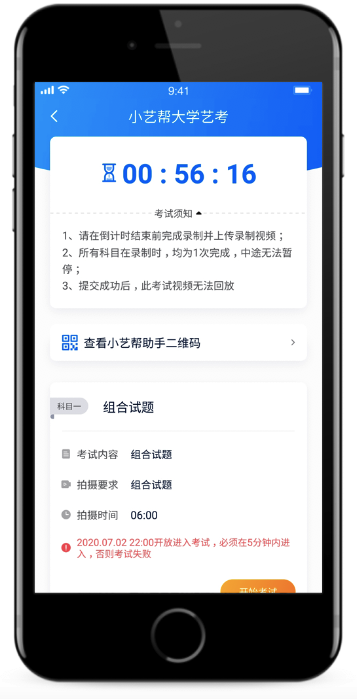 9:41
小艺帮大学艺考
00 : 56 : 16
考试须知
1、请在倒计时结束前完成录制并上传录制视频；
2、所有科目在录制时，均为1次完成，中途无法暂
停；
3、提交成功后，此考试视频无法回放
查看小艺帮助手二维码
科目一
组合试题
考试内容 组合试题
拍摄要求 组合试题
拍摄时间 06:00
2020.07.02 22:00开放进入考试，必须在5分钟内进
入，否则考试失败
开始考试